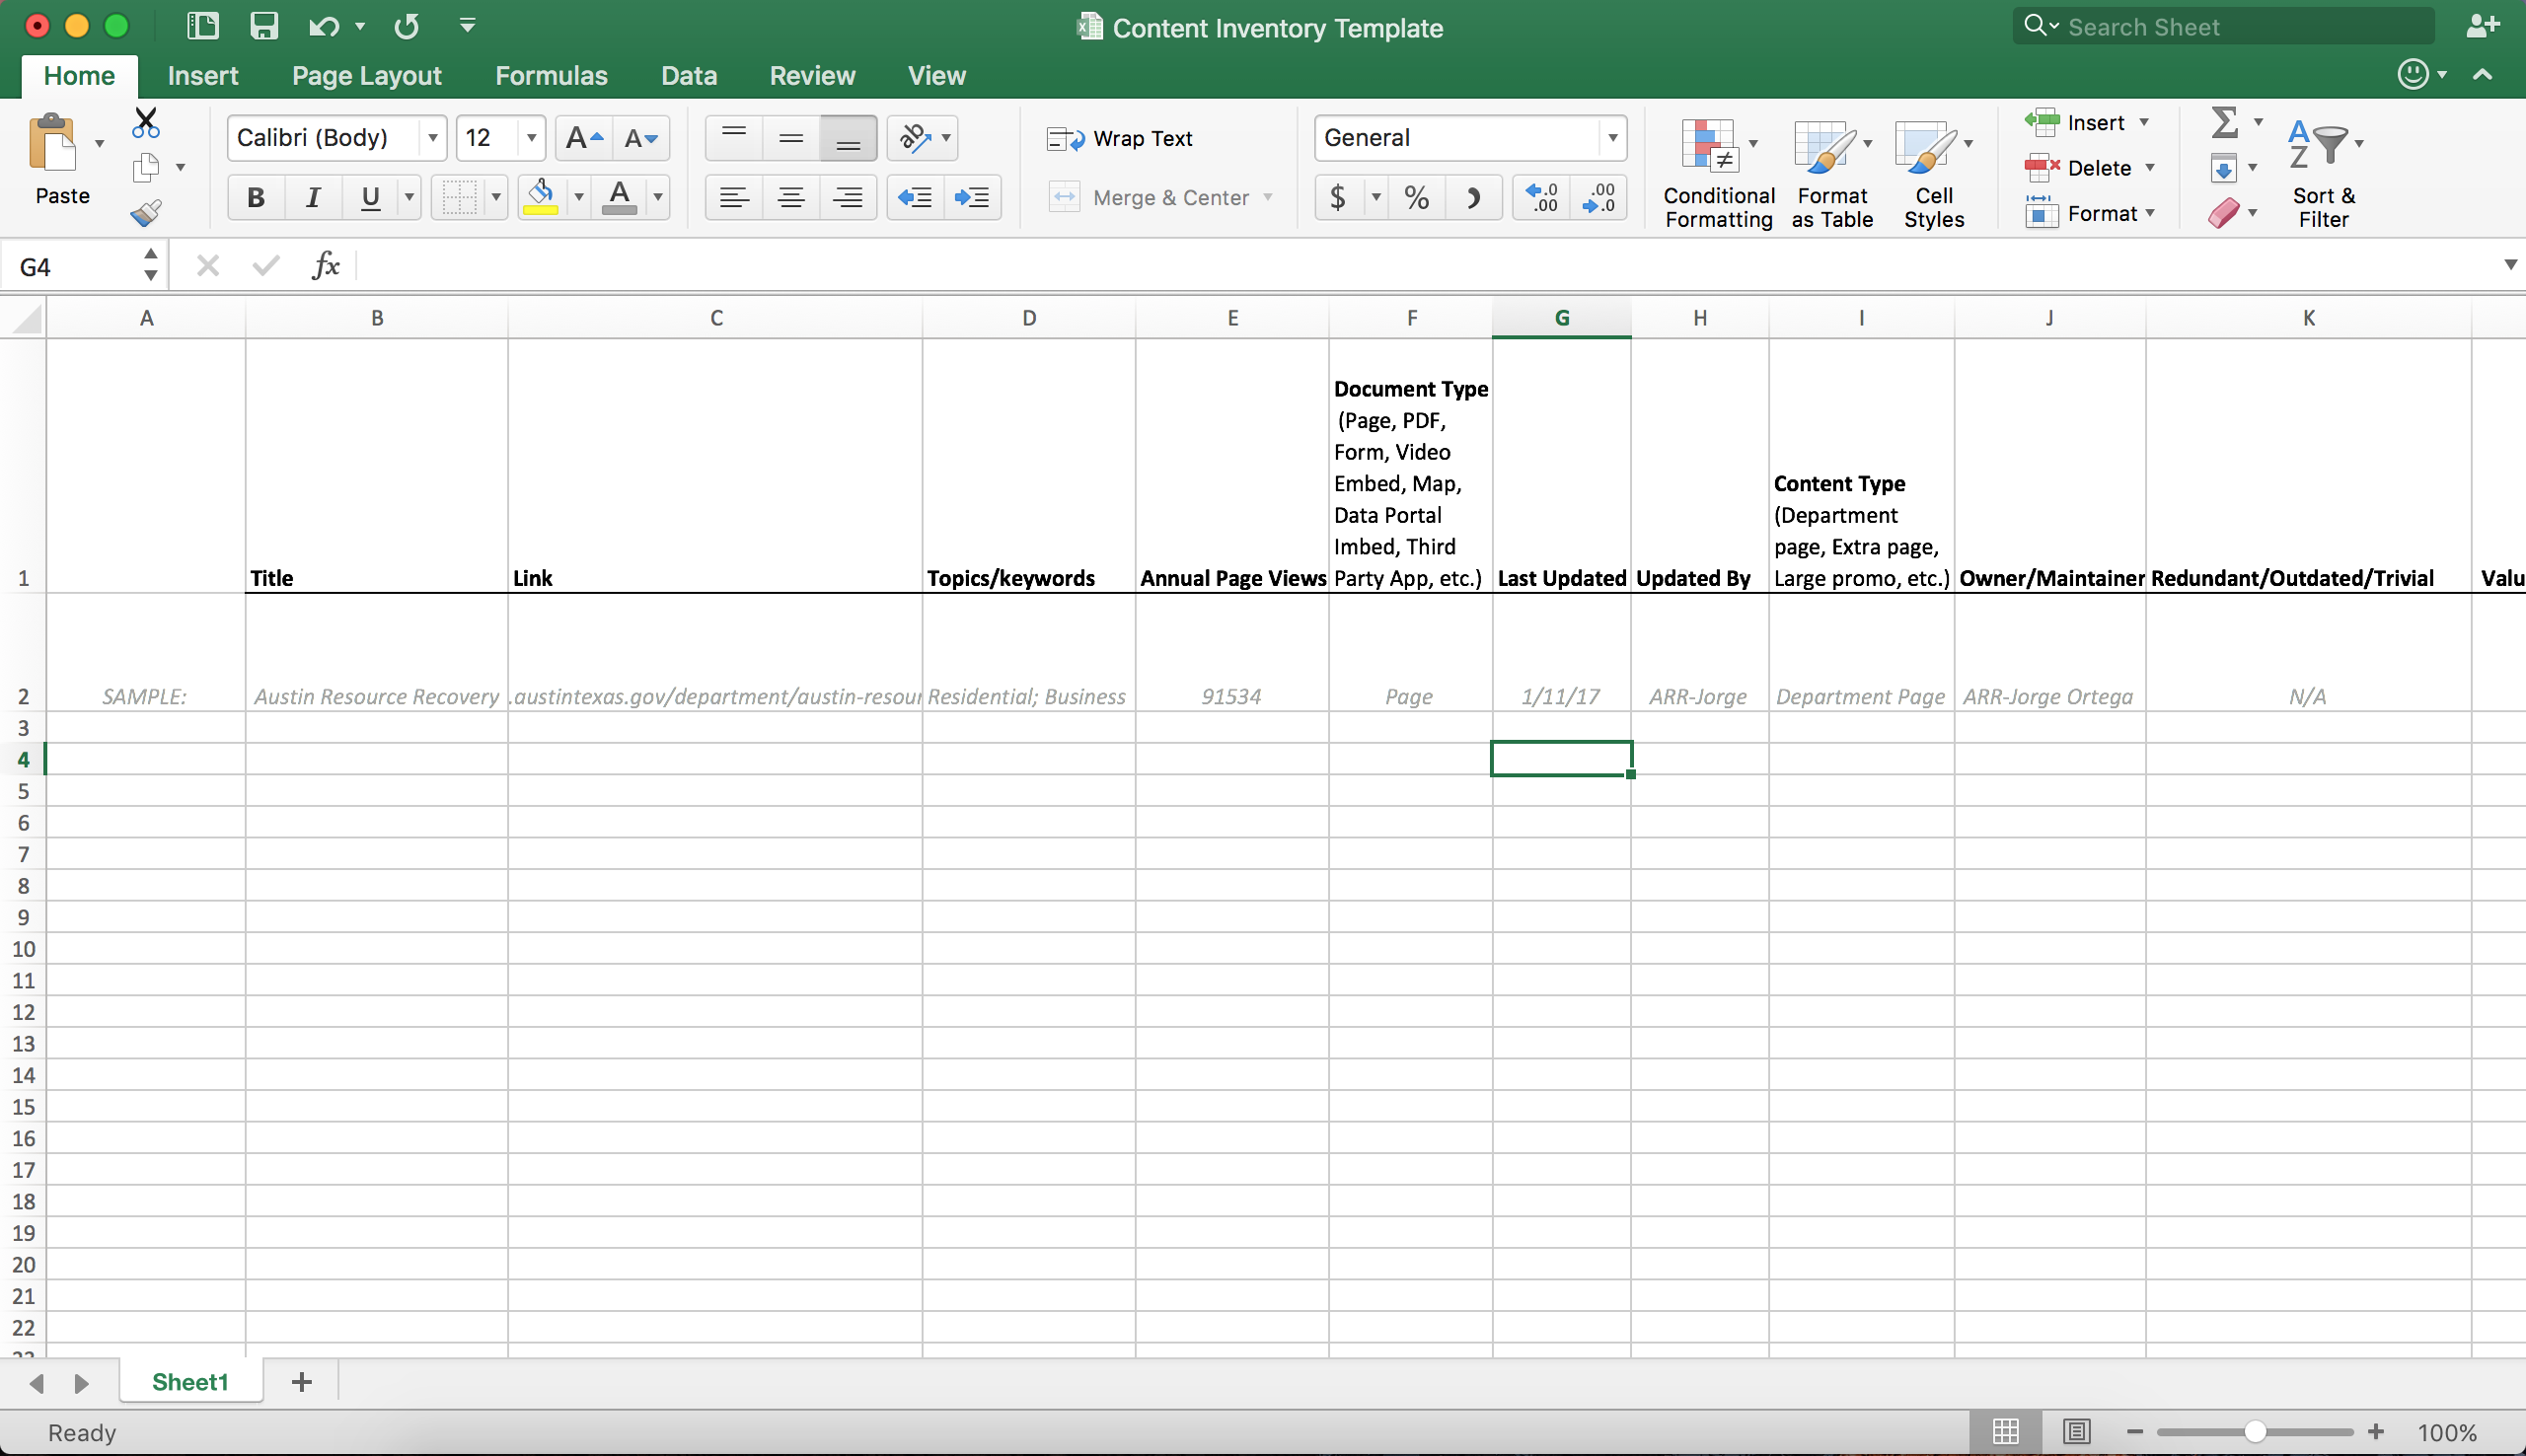 Content Inventory Template
Search Sheet
Home Insert Page Layout Formulas Data Review View
Paste
Calibri (Body) 12
B I U
Wrap Text
Merge & Center
General
$ %
Conditional Formatting
Format as Table
Cell Styles
Insert
Delete
Format
Sort & Filter
G4
fx
A B C D E F G H I J K
1 Title Link Topics/keywords Annual Page Views
Document Type
(Page, PDF,
Form, Video
Embed, Map,
Data Portal
Imbed, Third
Party App, etc.)
Last Updated Updated By
Content Type
(Department
page, Extra page,
Large promo, etc.)
Owner/Maintainer Redundant/Outdated/Trivial Valu
2 SAMPLE: Austin Resource Recovery .austintexas.gov/department/austin-resour Residential; Business 91534 Page 1/11/17 ARR-Jorge Department Page ARR-Jorge Ortega N/A
3
4
5
6
7
8
9
10
11
12
13
14
15
16
17
18
19
20
21
22
Sheet1
Ready
100%